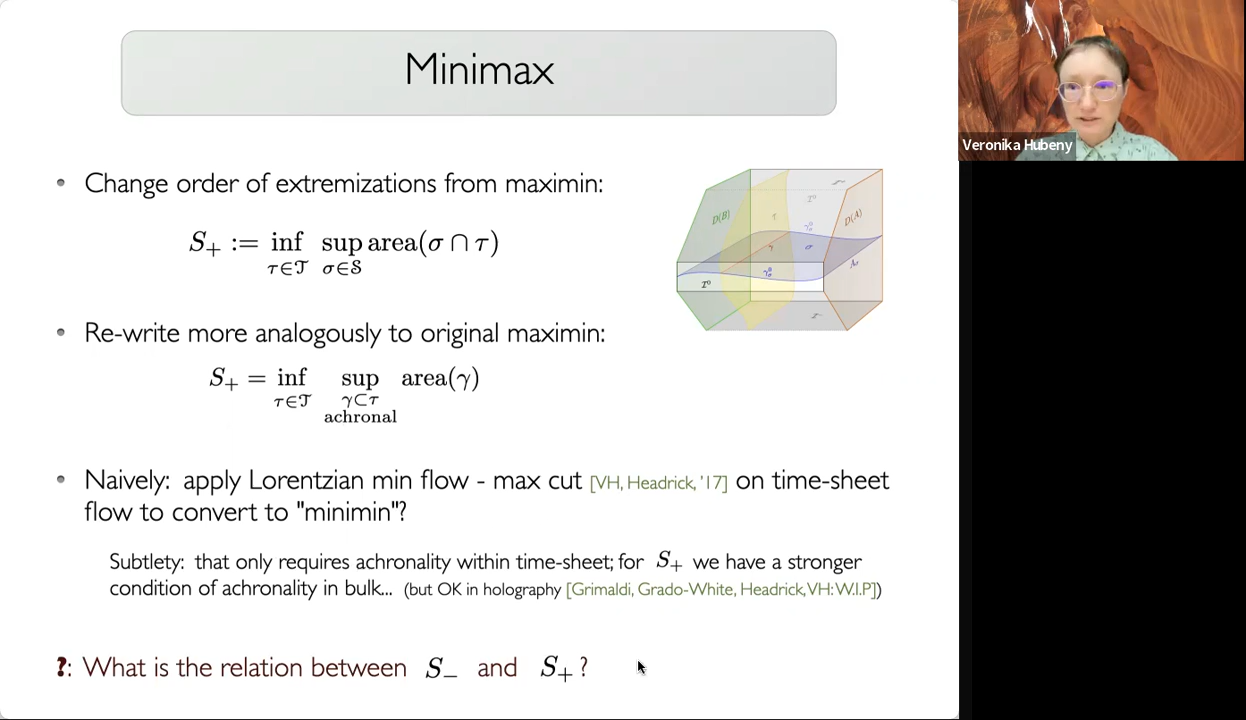 Minimax
Veronika Hubeny
• Change order of extremizations from maximin:
S₊ := inf sup area(σ ∩ τ)
τ∈𝒯 σ∈𝒮
D(B)
τ
I⁰
D(A)
γ
σ
I⁰
• Re-write more analogously to original maximin:
S₊ = inf sup area(γ)
τ∈𝒯 γ⊂τ
achronal
• Naively: apply Lorentzian min flow - max cut [VH, Headrick, '17] on time-sheet
flow to convert to "minimin"?
Subtlety: that only requires achronality within time-sheet; for S₊ we have a stronger
condition of achronality in bulk... (but OK in holography [Grimaldi, Grado-White, Headrick,VH: W.I.P])
?: What is the relation between S₋ and S₊ ?